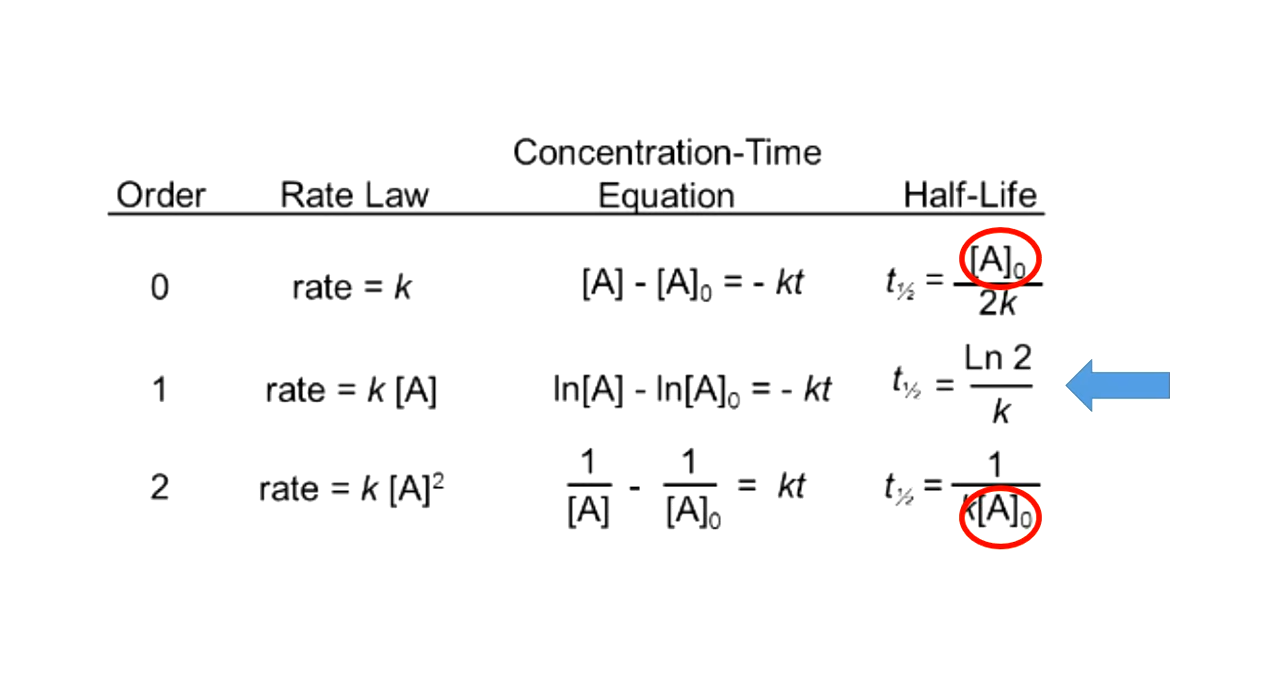 Concentration-Time
Order Rate Law Equation Half-Life
0 rate = k [A] - [A]₀ = - kt t½ = [A]₀ / 2k
1 rate = k [A] ln[A] - ln[A]₀ = - kt t½ = Ln 2 / k
2 rate = k [A]² 1 / [A] - 1 / [A]₀ = kt t½ = 1 / k[A]₀